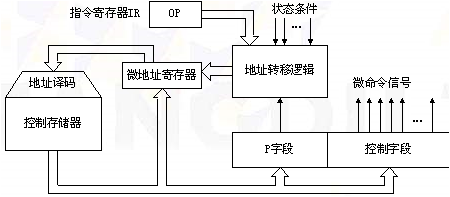 指令寄存器IR
OP
状态条件
...
地址译码
微地址寄存器
地址转移逻辑
微命令信号
控制存储器
...
P字段
控制字段